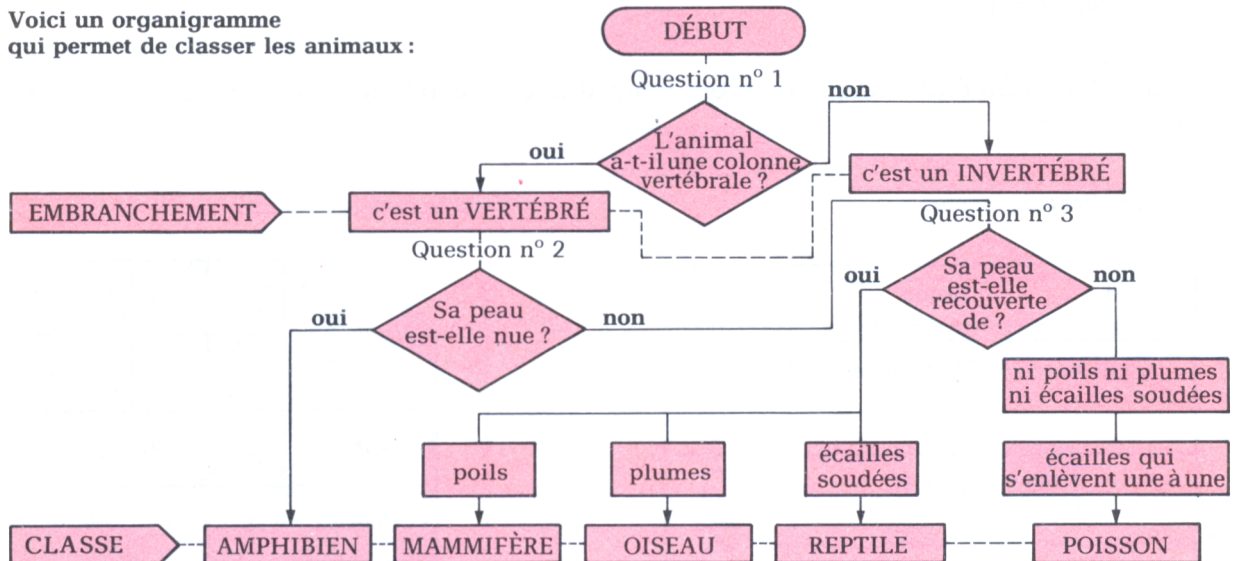 Voici un organigramme
qui permet de classer les animaux :
DÉBUT
Question nº 1
L'animal
a-t-il une colonne
vertébrale ?
oui
non
EMBRANCHEMENT
c'est un VERTÉBRÉ
c'est un INVERTÉBRÉ
Question nº 2
Question nº 3
Sa peau
est-elle nue ?
oui
non
Sa peau
est-elle
recouverte
de ?
oui
non
ni poils ni plumes
ni écailles soudées
poils
plumes
écailles
soudées
écailles qui
s'enlèvent une à une
CLASSE
AMPHIBIEN
MAMMIFÈRE
OISEAU
REPTILE
POISSON